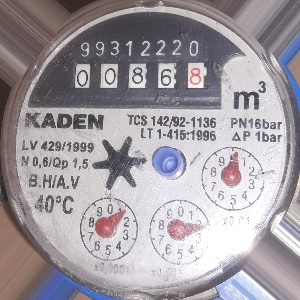 99312220
00868
m³
KADEN
TCS 142/92-1136 PN16bar
LT 1-415:1996 ΔP 1bar
LV 429/1999
N 0,6/Qp 1,5
B.H/A.V
40°C